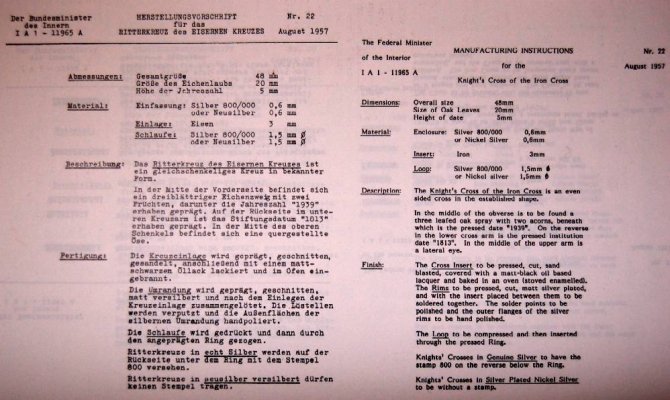 Der Bundesminister
des Innern
I A 1 - 11965 A
HERSTELLUNGSVORSCHRIFT
für das
RITTERKREUZ des EISERNEN KREUZES
Nr. 22
August 1957
Abmessungen: Gesamtgröße 48 mm
Größe des Eichenlaubs 20 mm
Höhe der Jahreszahl 5 mm
Material: Einfassung: Silber 800/000 0,6 mm
oder Neusilber 0,6 mm
Einlage: Eisen 3 mm
Schlaufe: Silber 800/000 1,5 mm Ø
oder Neusilber 1,5 mm Ø
Beschreibung: Das Ritterkreuz des Eisernen Kreuzes ist
ein gleichschenkeliges Kreuz in bekannter
Form.
In der Mitte der Vorderseite befindet sich
ein dreiblättriger Eichenzweig mit zwei
Früchten, darunter die Jahreszahl "1939"
erhaben geprägt. Auf der Rückseite im unte-
ren Kreuzarm ist das Stiftungsdatum "1813"
erhaben geprägt. In der Mitte des oberen
Schenkels befindet sich eine quergestellte
Öse.
Fertigung: Die Kreuzeinlage wird geprägt, geschnitten,
gesandelt, anschließend mit einem matt-
schwarzem Öllack lackiert und im Ofen ein-
gebrannt.
Die Umrandung wird geprägt, geschnitten,
matt versilbert und nach dem Einlegen der
Kreuzeinlage zusammengelötet. Die Lötstellen
werden verputzt und die Außenflächen der
silbernen Umrandung handpoliert.
Die Schlaufe wird gedrückt und dann durch
den angeprägten Ring gezogen.
Ritterkreuze in echt Silber werden auf der
Rückseite unter dem Ring mit dem Stempel
800 versehen.
Ritterkreuze in neusilber versilbert dürfen
keinen Stempel tragen.
The Federal Minister
of the Interior
I A 1 - 11965 A
MANUFACTURING INSTRUCTIONS
for the
Knight's Cross of the Iron Cross
Nr. 22
August 1957
Dimensions: Overall size 48mm
Size of Oak Leaves 20mm
Height of date 5mm
Material: Enclosure: Silver 800/000 0,6mm
or Nickel Silver 0,6mm
Insert: Iron 3mm
Loop: Silver 800/000 1,5mm Ø
or Nickel silver 1,5mm Ø
Description: The Knight's Cross of the Iron Cross is an even
sided cross in the established shape.
In the middle of the obverse is to be found a
three leafed oak spray with two acorns, beneath
which is the pressed date "1939". On the reverse
in the lower cross arm is the pressed institution
date "1813". In the middle of the upper arm is
a lateral eye.
Finish: The Cross Insert to be pressed, cut, sand
blasted, covered with a matt-black oil based
lacquer and baked in an oven (stoved enamelled).
The Rims to be pressed, cut, matt silver plated,
and with the insert placed between them to be
soldered together. The solder points to be
polished and the outer flanges of the silver
rims to be hand polished.
The Loop to be compressed and then inserted
through the pressed Ring.
Knights' Crosses in Genuine Silver to have the
stamp 800 on the reverse below the Ring.
Knights' Crosses in Silver Plated Nickel Silver
to be without a stamp.